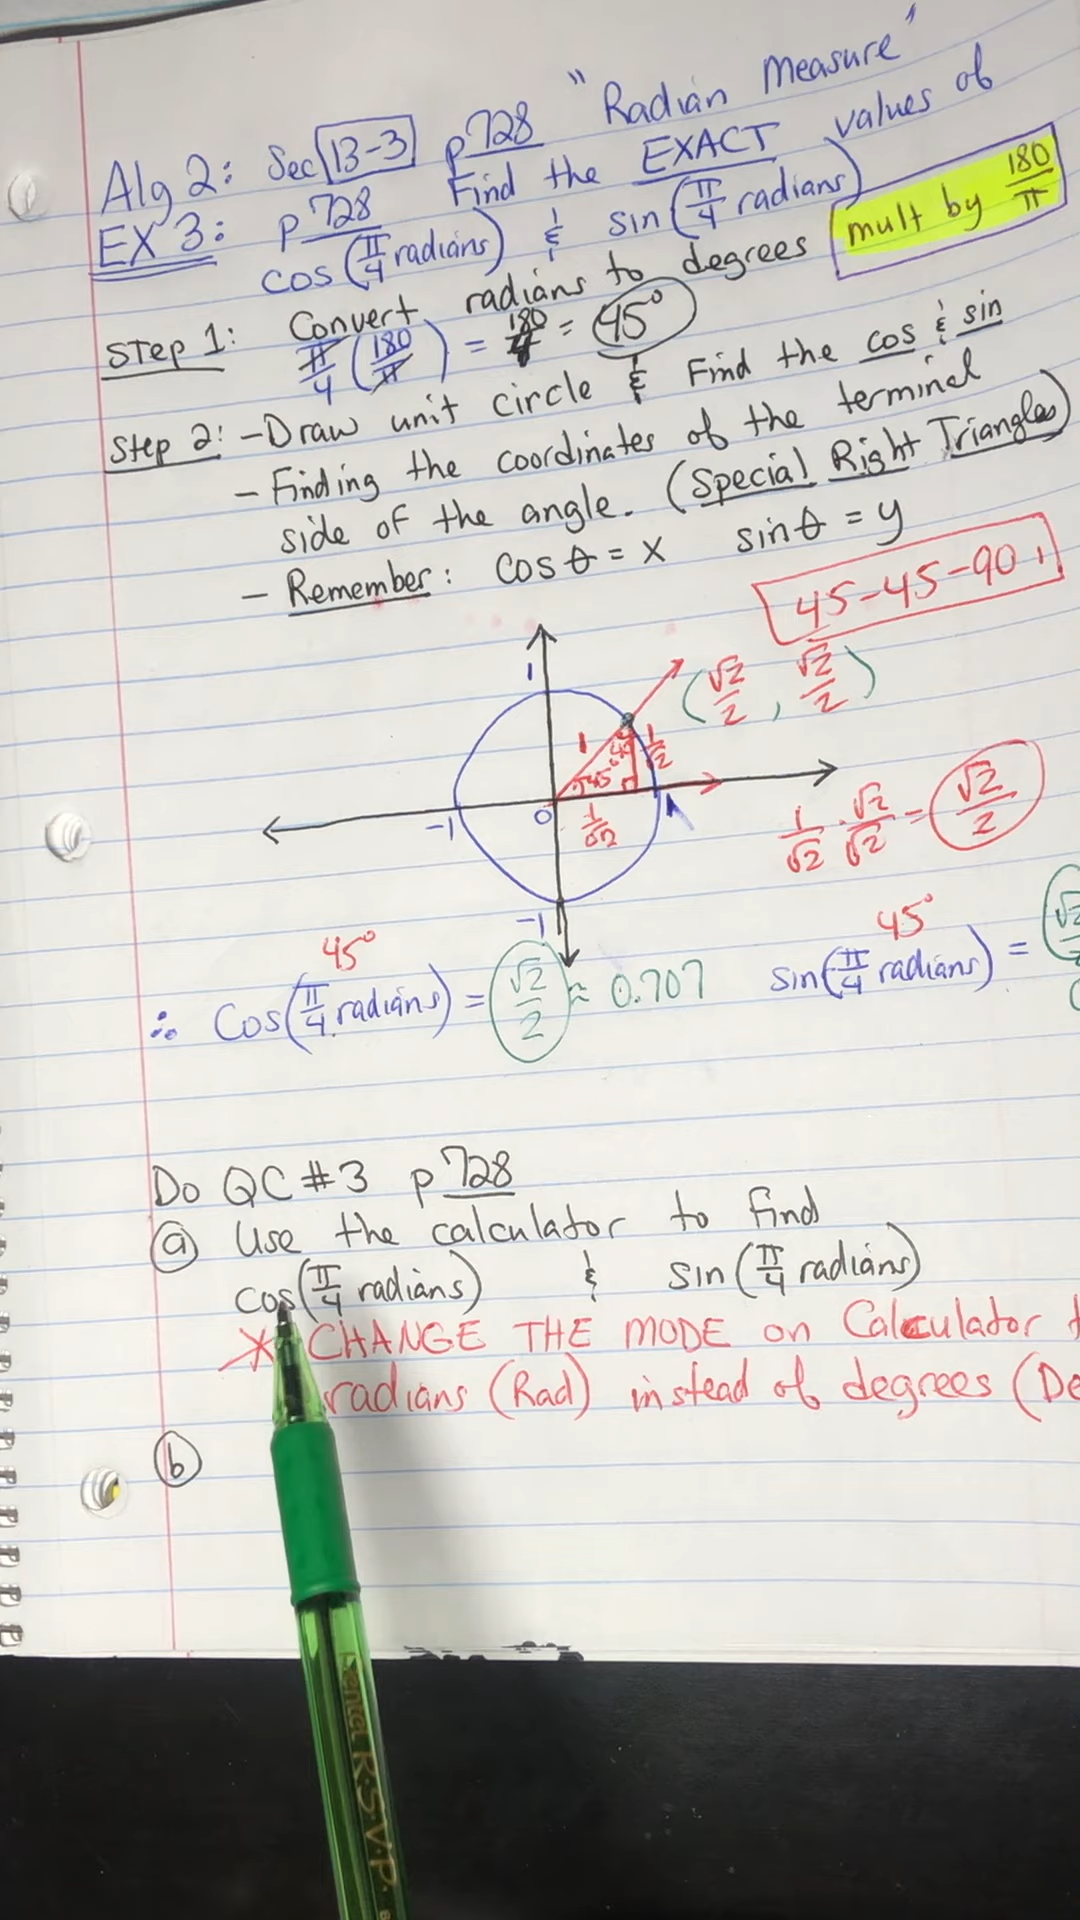 "Radian Measure"
Alg 2: Sec 13-3 p728
EX 3: p728 Find the EXACT values of
cos(π/4 radians) & sin(π/4 radians)
mult by 180/π
Step 1: Convert radians to degrees
π/4 (180/π) = 180/4 = 45°
Step 2: - Draw unit circle & Find the cos & sin
- Finding the coordinates of the terminal
side of the angle. (Special Right Triangles)
- Remember: cos θ = x sin θ = y
45-45-90
1
(√2/2, √2/2)
1 45° 45° 1/√2
-1 0 1/√2 1
1/√2 · √2/√2 = √2/2
-1
45° 45°
∴ Cos(π/4 radians) = √2/2 ≈ 0.707 sin(π/4 radians) =
Do QC #3 p728
(a) Use the calculator to find
cos(π/4 radians) & sin(π/4 radians)
* CHANGE THE MODE on Calculator
radians (Rad) instead of degrees (De
(b)
Pentel R.S.V.P.